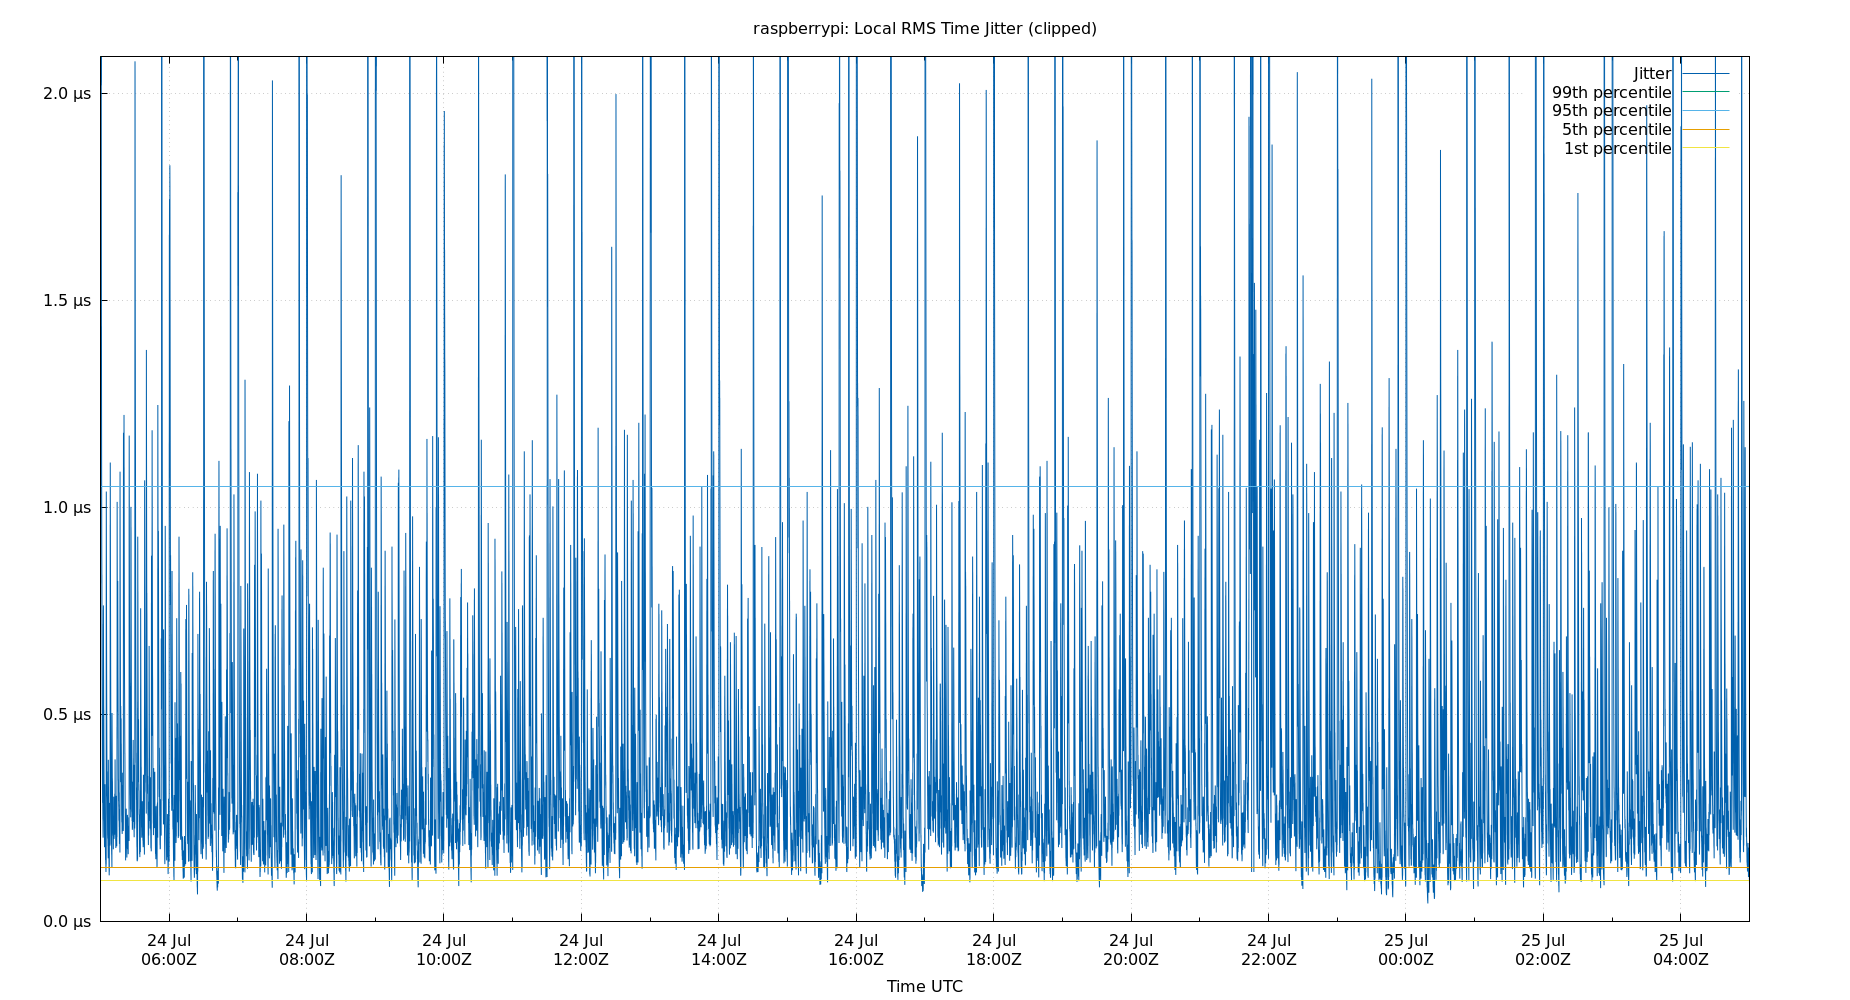 raspberrypi: Local RMS Time Jitter (clipped)
Jitter
99th percentile
95th percentile
5th percentile
1st percentile
2.0 µs
1.5 µs
1.0 µs
0.5 µs
0.0 µs
24 Jul 24 Jul 24 Jul 24 Jul 24 Jul 24 Jul 24 Jul 24 Jul 24 Jul 25 Jul 25 Jul 25 Jul
06:00Z 08:00Z 10:00Z 12:00Z 14:00Z 16:00Z 18:00Z 20:00Z 22:00Z 00:00Z 02:00Z 04:00Z
Time UTC